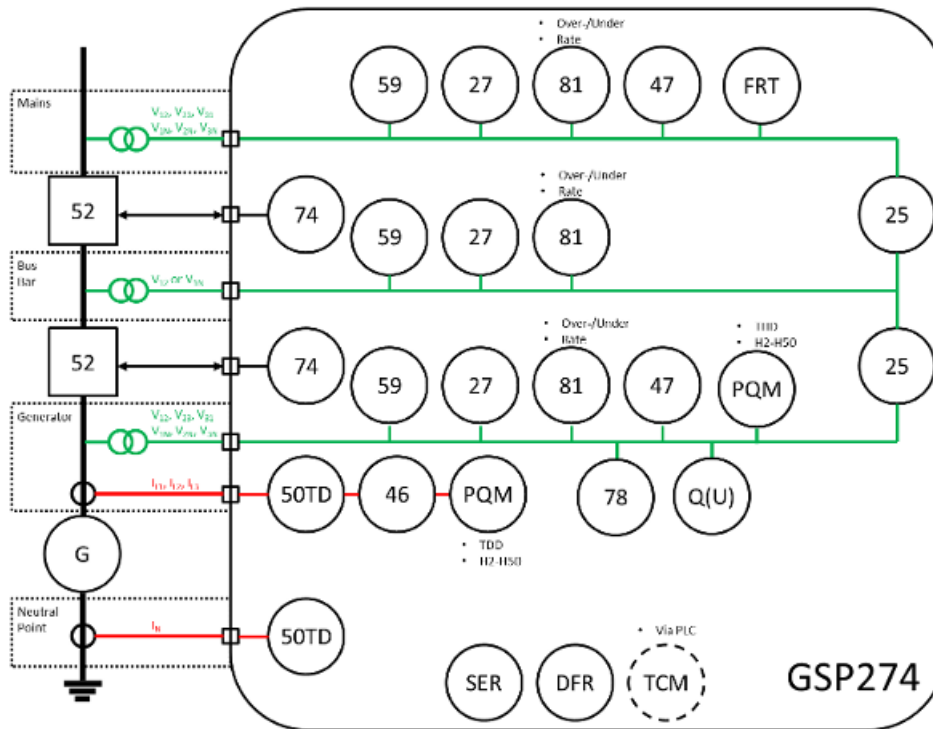 • Over-/Under
• Rate
59
27
81
47
FRT
Mains
V12, V23, V31
V1N, V2N, V3N
52
74
• Over-/Under
• Rate
59
27
81
25
Bus
Bar
V12 or V1N
52
74
• Over-/Under
• Rate
• THD
• H2-H50
59
27
81
47
PQM
25
Generator
V12, V23, V31
V1N, V2N, V3N
IL1, IL2, IL3
50TD
46
PQM
78
Q(U)
• TDD
• H2-H50
G
Neutral
Point
IN
50TD
• Via PLC
SER
DFR
TCM
GSP274